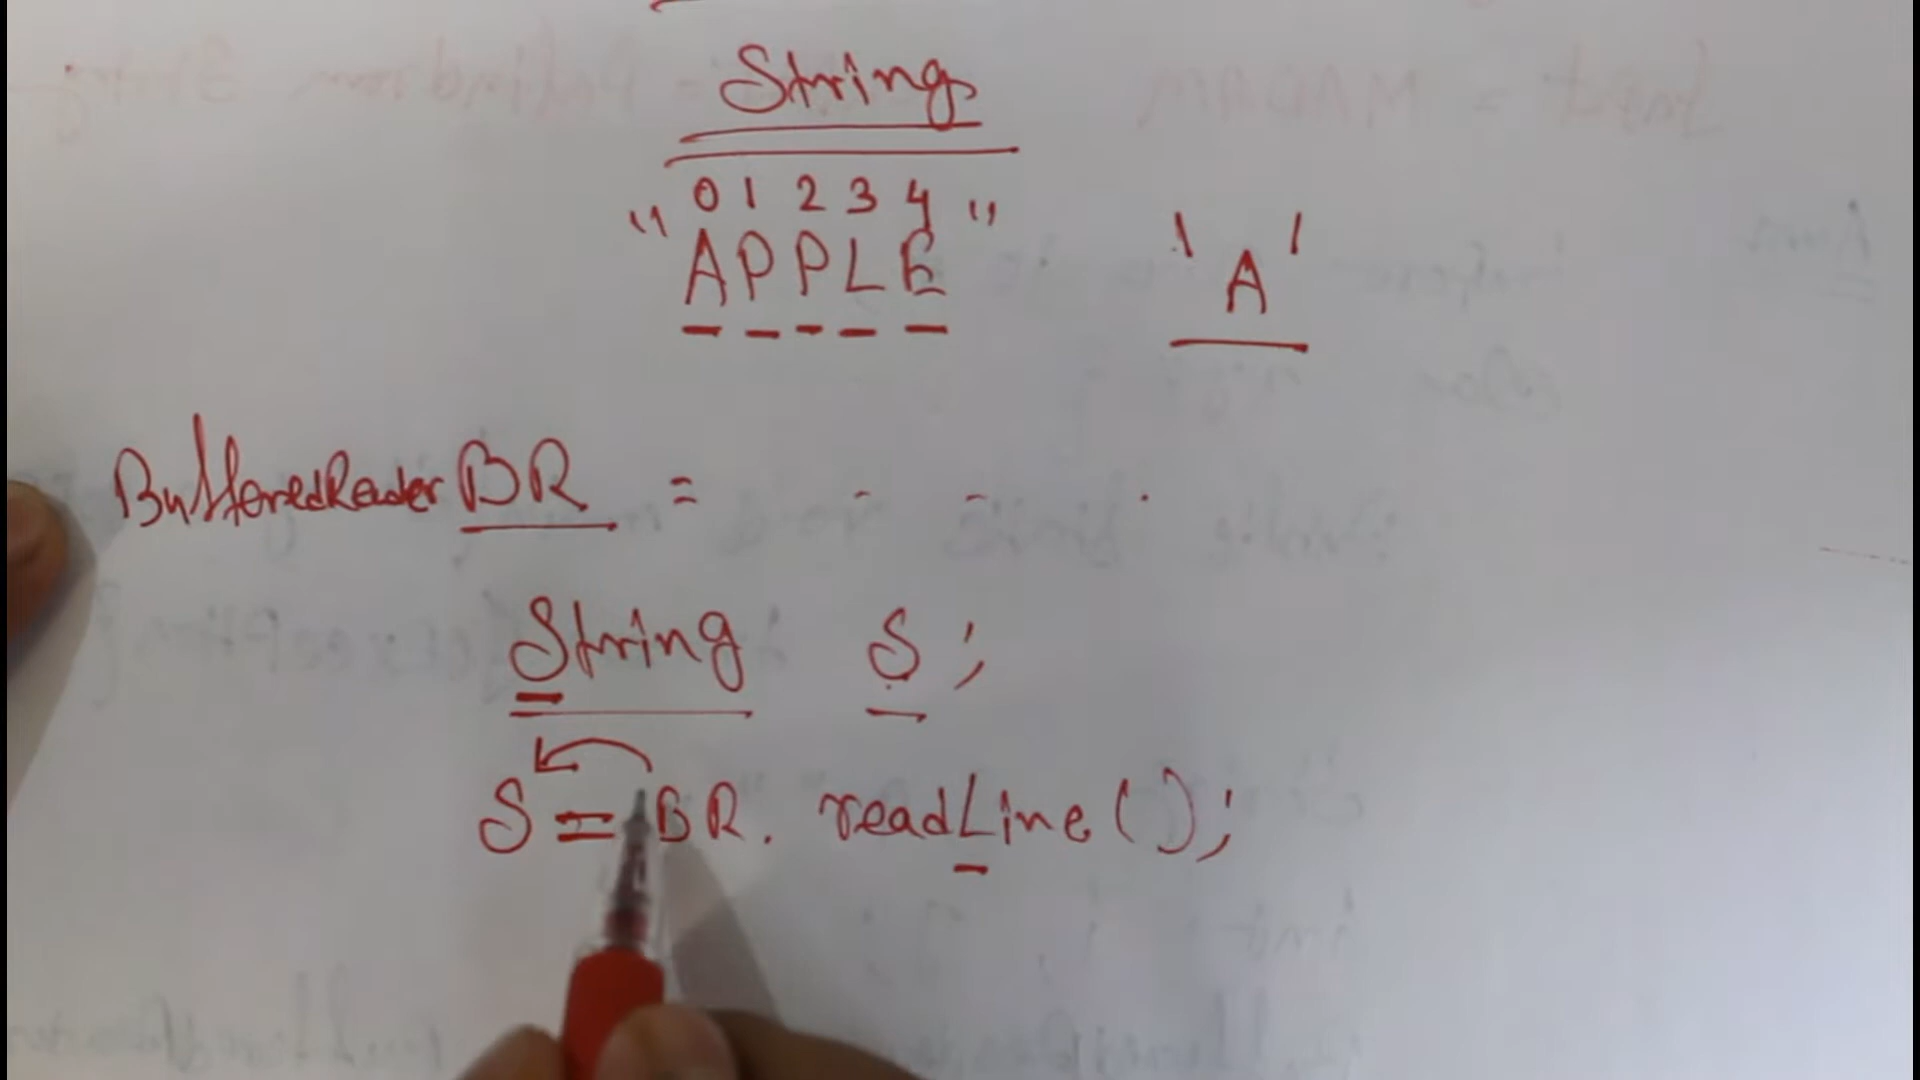 String
0 1 2 3 4
" APPLE " 'A'
BufferedReader BR = - - .
String S;
S = BR. readLine();